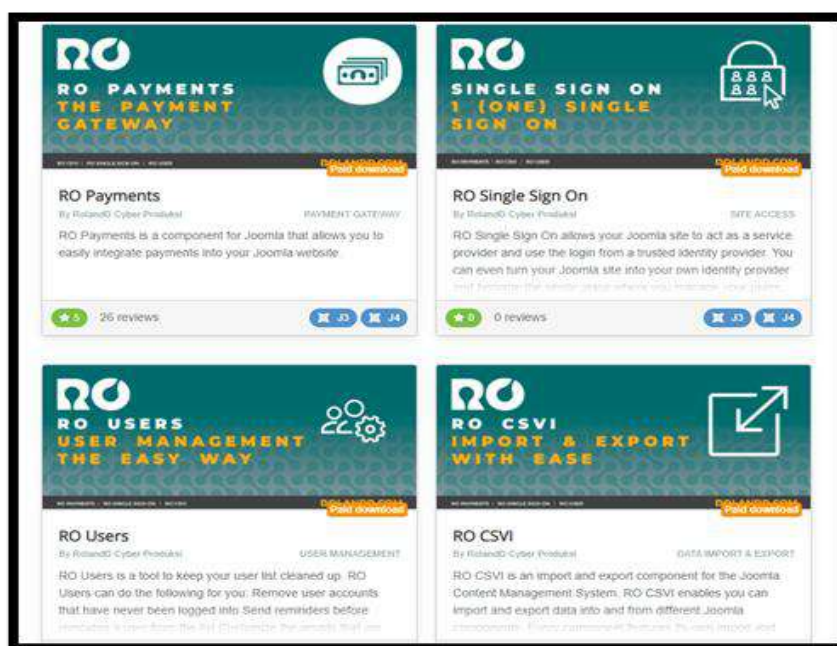 RO
RO PAYMENTS
THE PAYMENT
GATEWAY
Paid download
RO Payments
By RolandD Cyber Produksi
PAYMENT GATEWAY
RO Payments is a component for Joomla that allows you to
easily integrate payments into your Joomla website.
5
26 reviews
J3
J4
RO
SINGLE SIGN ON
1 (ONE) SINGLE
SIGN ON
Paid download
RO Single Sign On
By RolandD Cyber Produksi
SITE ACCESS
RO Single Sign On allows your Joomla site to act as a service
provider and use the login from a trusted identity provider. You
can even turn your Joomla site into your own identity provider
0
0 reviews
J3
J4
RO
RO USERS
USER MANAGEMENT
THE EASY WAY
Paid download
RO Users
By RolandD Cyber Produksi
USER MANAGEMENT
RO Users is a tool to keep your user list cleaned up. RO
Users can do the following for you: Remove user accounts
that have never been logged into Send reminders before
RO
RO CSVI
IMPORT & EXPORT
WITH EASE
Paid download
RO CSVI
By RolandD Cyber Produksi
DATA IMPORT & EXPORT
RO CSVI is an import and export component for the Joomla
Content Management System. RO CSVI enables you can
import and export data into and from different Joomla